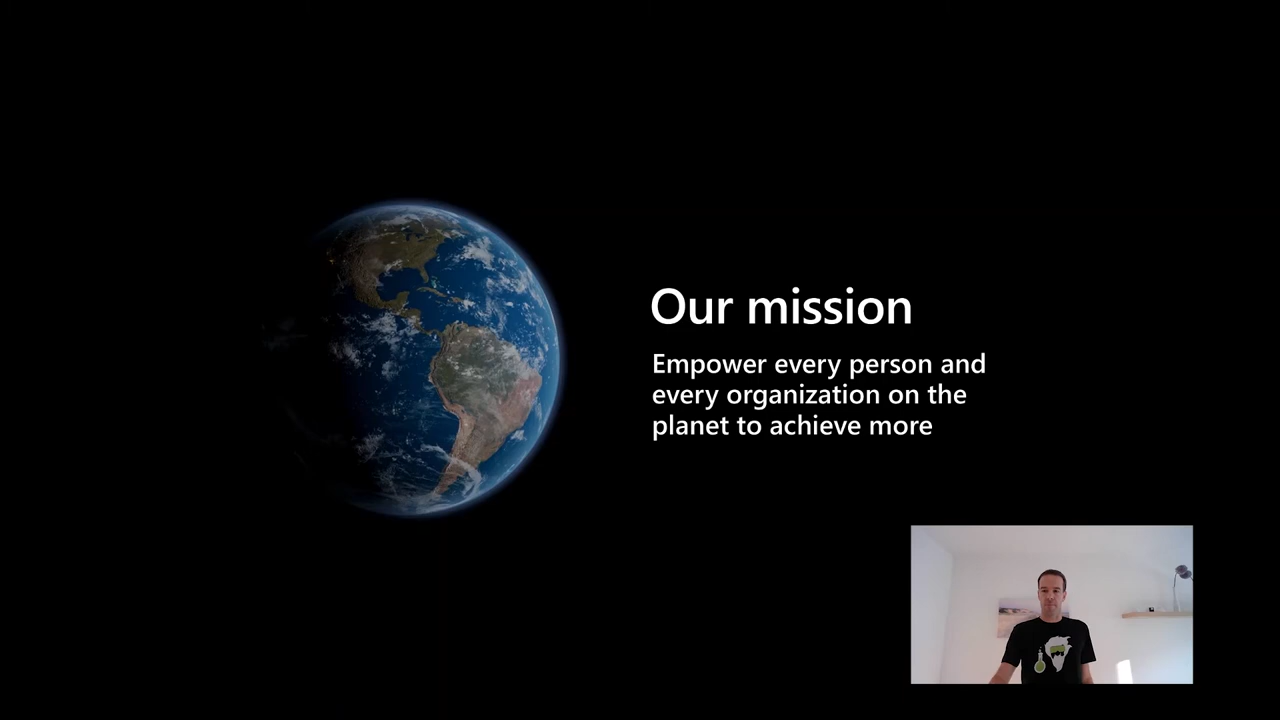 Our mission
Empower every person and
every organization on the
planet to achieve more